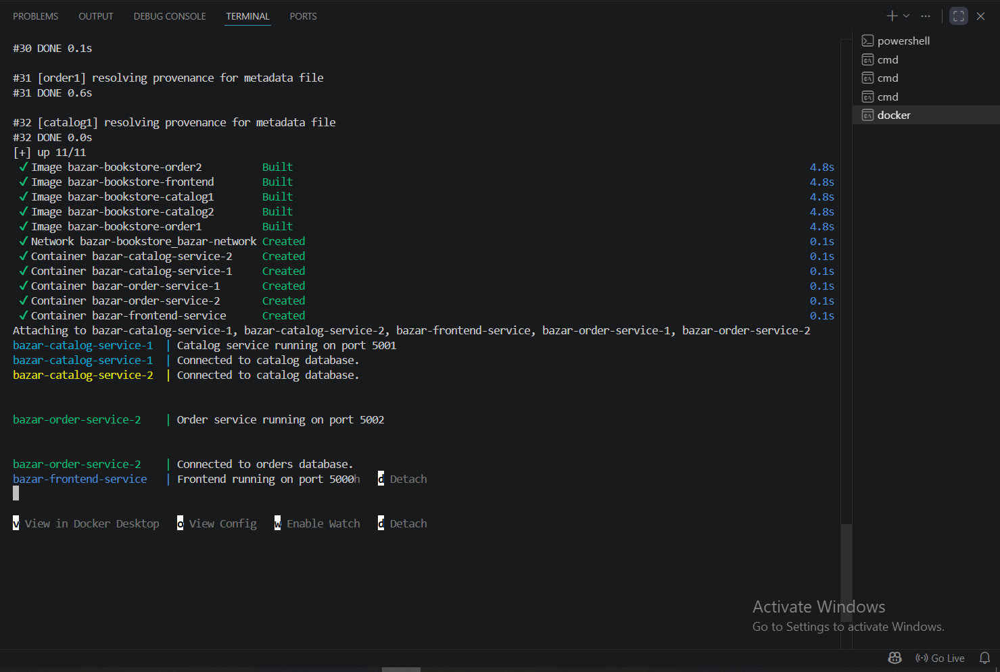 PROBLEMS OUTPUT DEBUG CONSOLE TERMINAL PORTS
#30 DONE 0.1s
#31 [order1] resolving provenance for metadata file
#31 DONE 0.6s
#32 [catalog1] resolving provenance for metadata file
#32 DONE 0.0s
[+] up 11/11
✓ Image bazar-bookstore-order2 Built 4.8s
✓ Image bazar-bookstore-frontend Built 4.8s
✓ Image bazar-bookstore-catalog1 Built 4.8s
✓ Image bazar-bookstore-catalog2 Built 4.8s
✓ Image bazar-bookstore-order1 Built 4.8s
✓ Network bazar-bookstore_bazar-network Created 0.1s
✓ Container bazar-catalog-service-2 Created 0.1s
✓ Container bazar-catalog-service-1 Created 0.1s
✓ Container bazar-order-service-1 Created 0.1s
✓ Container bazar-order-service-2 Created 0.1s
✓ Container bazar-frontend-service Created 0.1s
Attaching to bazar-catalog-service-1, bazar-catalog-service-2, bazar-frontend-service, bazar-order-service-1, bazar-order-service-2
bazar-catalog-service-1 | Catalog service running on port 5001
bazar-catalog-service-1 | Connected to catalog database.
bazar-catalog-service-2 | Connected to catalog database.
bazar-order-service-2 | Order service running on port 5002
bazar-order-service-2 | Connected to orders database.
bazar-frontend-service | Frontend running on port 5000h d Detach
v View in Docker Desktop o View Config w Enable Watch d Detach
powershell
cmd
cmd
cmd
docker
Activate Windows
Go to Settings to activate Windows.
Go Live